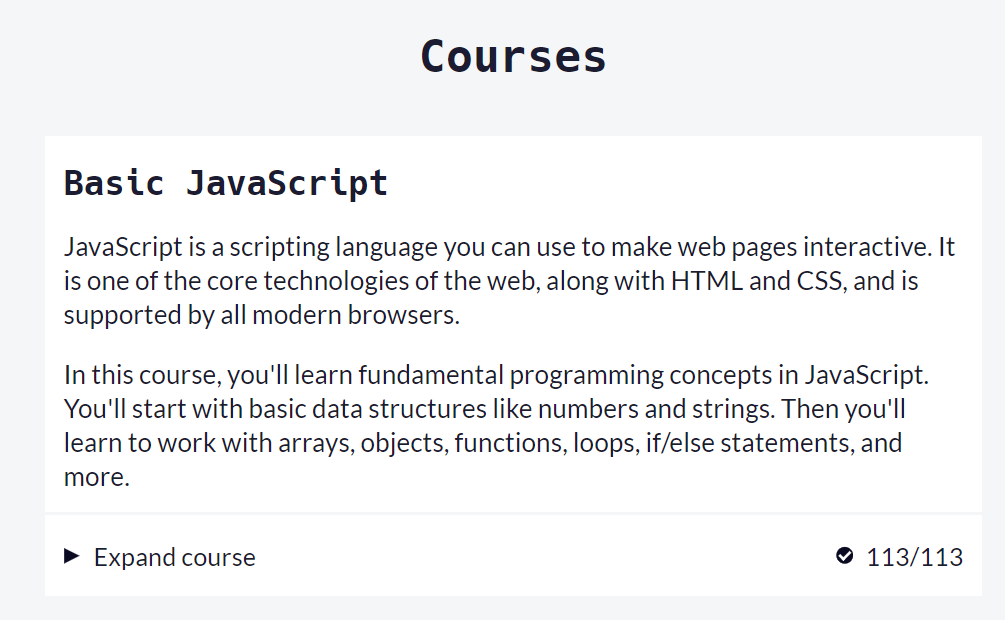 Courses
Basic JavaScript
JavaScript is a scripting language you can use to make web pages interactive. It
is one of the core technologies of the web, along with HTML and CSS, and is
supported by all modern browsers.
In this course, you'll learn fundamental programming concepts in JavaScript.
You'll start with basic data structures like numbers and strings. Then you'll
learn to work with arrays, objects, functions, loops, if/else statements, and
more.
Expand course 113/113